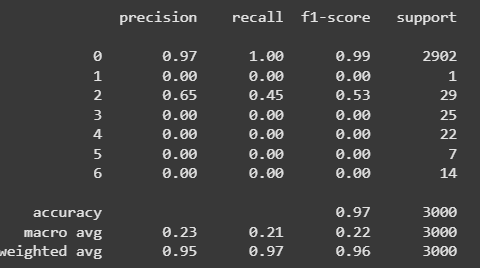 precision recall f1-score support
0 0.97 1.00 0.99 2902
1 0.00 0.00 0.00 1
2 0.65 0.45 0.53 29
3 0.00 0.00 0.00 25
4 0.00 0.00 0.00 22
5 0.00 0.00 0.00 7
6 0.00 0.00 0.00 14
accuracy 0.97 3000
macro avg 0.23 0.21 0.22 3000
weighted avg 0.95 0.97 0.96 3000